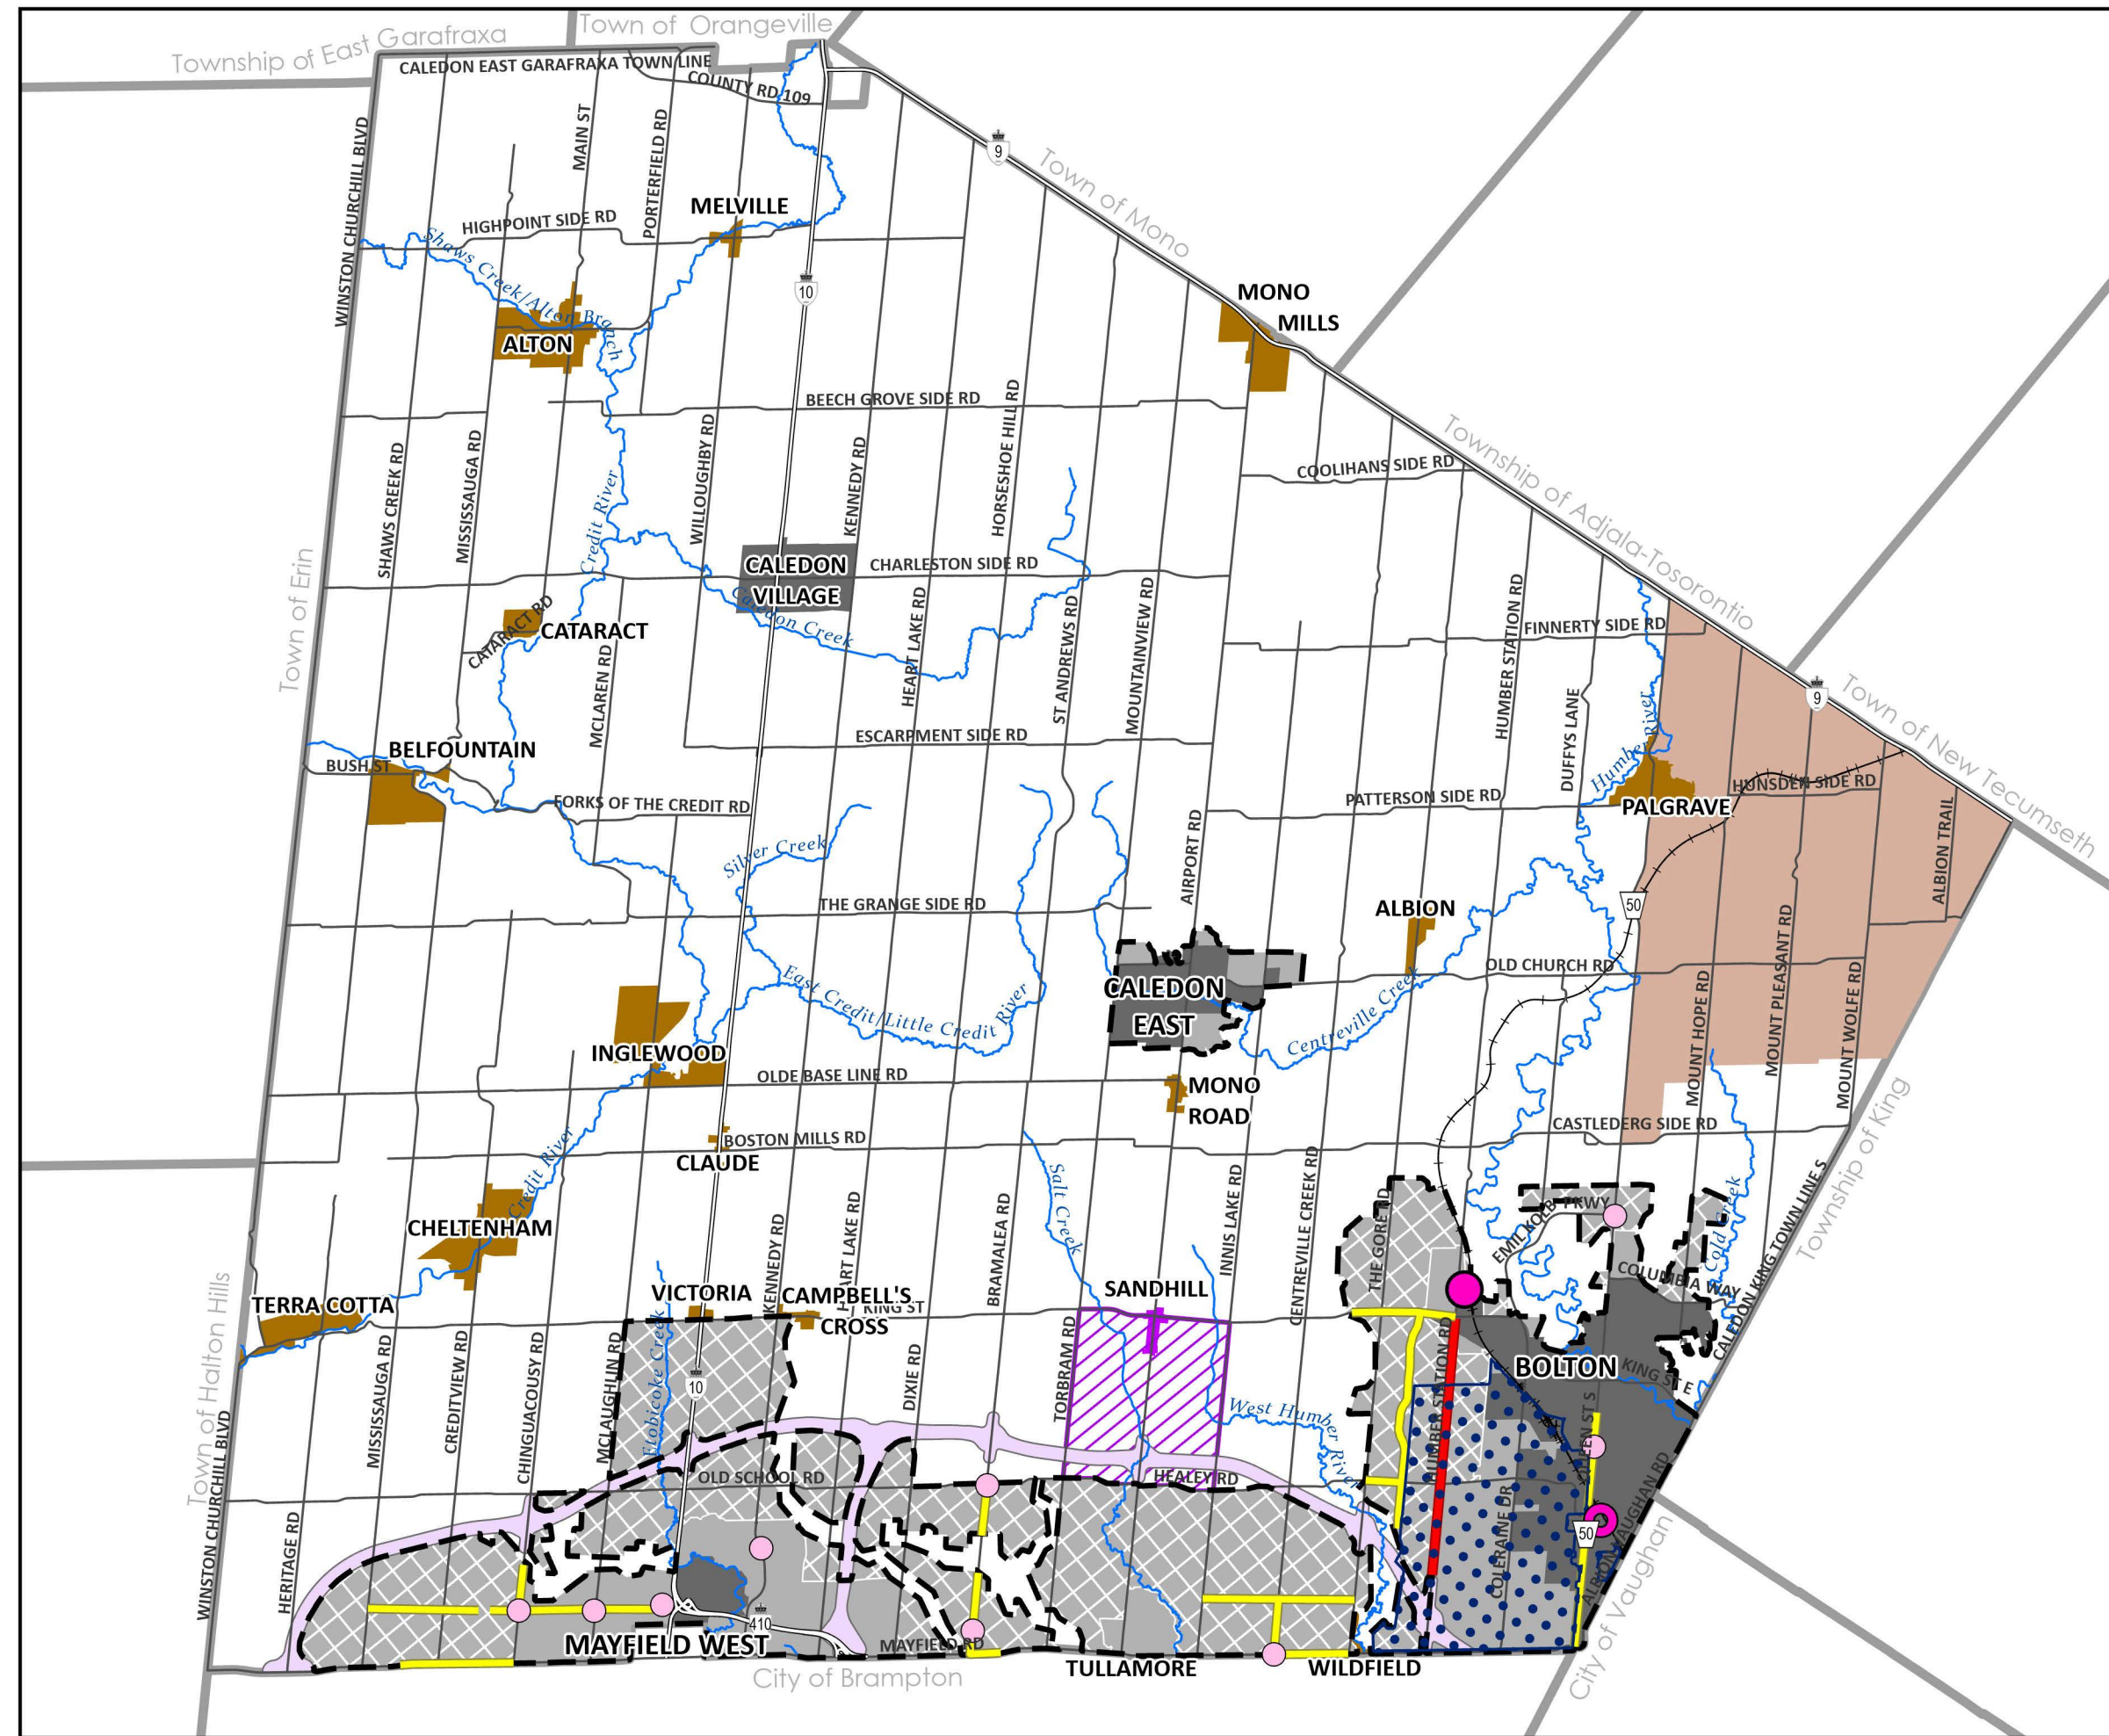 Town of Orangeville
Township of East Garafraxa
CALEDON EAST GARAFRAXA TOWN LINE
COUNTY RD 109
WINSTON CHURCHILL BLVD
MAIN ST
PORTERFIELD RD
9
Town of Mono
MELVILLE
HIGHPOINT SIDE RD
Shaws Creek/Alton Branch
10
MONO
MILLS
ALTON
BEECH GROVE SIDE RD
HORSESHOE HILL RD
SHAWS CREEK RD
MISSISSAUGA RD
WILLOUGHBY RD
KENNEDY RD
Township of Adjala-Tosorontio
COOLIHANS SIDE RD
Credit River
CALEDON
VILLAGE
CHARLESTON SIDE RD
Town of Erin
Caledon Creek
CATARACT RD
CATARACT
MCLAREN RD
HEART LAKE RD
ST ANDREWS RD
MOUNTAINVIEW RD
HUMBER STATION RD
FINNERTY SIDE RD
DUFFYS LANE
Humber River
9
Town of New Tecumseth
ESCARPMENT SIDE RD
BELFOUNTAIN
BUSH ST
FORKS OF THE CREDIT RD
PATTERSON SIDE RD
HUNSDEN SIDE RD
PALGRAVE
Silver Creek
AIRPORT RD
ALBION TRAIL
THE GRANGE SIDE RD
ALBION
50
OLD CHURCH RD
East Credit/Little Credit River
CALEDON
EAST
Centreville Creek
MOUNT HOPE RD
MOUNT PLEASANT RD
MOUNT WOLFE RD
INGLEWOOD
OLDE BASE LINE RD
MONO
ROAD
Township of King
CASTLEDERG SIDE RD
BOSTON MILLS RD
CLAUDE
Credit River
Salt Creek
INNIS LAKE RD
CENTREVILLE CREEK RD
THE GORE RD
EMIL KOLB PKWY
Cold Creek
CALEDON KING TOWN LINE S
CHELTENHAM
KENNEDY RD
HEART LAKE RD
BRAMALEA RD
COLUMBIA WAY
TERRA COTTA
VICTORIA
CAMPBELL'S
CROSS
KING ST
SANDHILL
Town of Halton Hills
WINSTON CHURCHILL BLVD
MISSISSAUGA RD
CREDITVIEW RD
CHINGUACOUSY RD
MCLAUGHLIN RD
Etobicoke Creek
10
DIXIE RD
TORBRAM RD
West Humber River
HUMBER STATION RD
BOLTON
KING ST E
QUEEN ST S
OLD SCHOOL RD
HEALEY RD
HERITAGE RD
COLERAINE DR
50
ALBION VAUGHAN RD
City of Vaughan
410
MAYFIELD WEST
MAYFIELD RD
City of Brampton
TULLAMORE
WILDFIELD